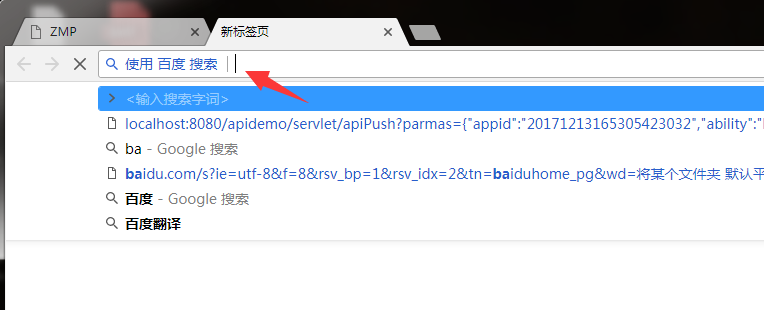 ZMP
新标签页
使用 百度 搜索
<输入搜索字词>
localhost:8080/apidemo/servlet/apiPush?parmas={"appid":"20171213165305423032","ability":"
ba - Google 搜索
baidu.com/s?ie=utf-8&f=8&rsv_bp=1&rsv_idx=2&tn=baiduhome_pg&wd=将某个文件夹 默认平
百度 - Google 搜索
百度翻译